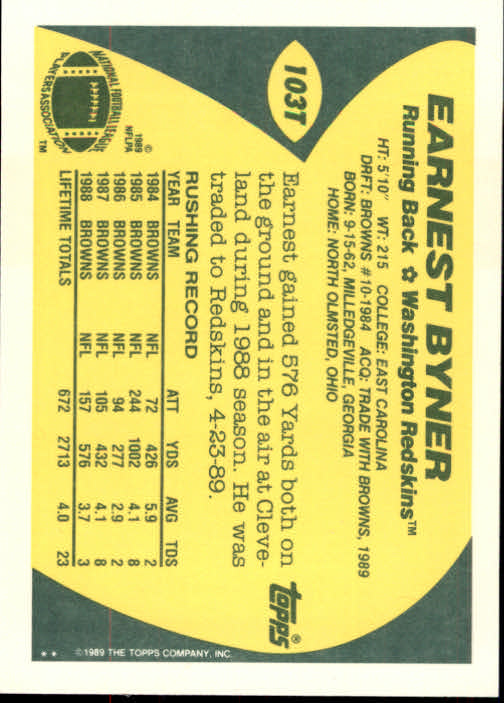 103T
EARNEST BYNER
Running Back ✩ Washington Redskins™
HT: 5'10" WT: 215 COLLEGE: EAST CAROLINA
DRFT: BROWNS #10-1984 ACQ: TRADE WITH BROWNS, 1989
BORN: 9-15-62, MILLEDGEVILLE, GEORGIA
HOME: NORTH OLMSTED, OHIO
Earnest gained 576 Yards both on
the ground and in the air at Cleve-
land during 1988 season. He was
traded to Redskins, 4-23-89.
TOPPS®
RUSHING RECORD
YEAR TEAM ATT YDS AVG TDS
1984 BROWNS NFL 72 426 5.9 2
1985 BROWNS NFL 244 1002 4.1 8
1986 BROWNS NFL 94 277 2.9 2
1987 BROWNS NFL 105 432 4.1 8
1988 BROWNS NFL 157 576 3.7 3
LIFETIME TOTALS 672 2713 4.0 23
NATIONAL FOOTBALL LEAGUE
PLAYERS ASSOCIATION
™
©
1989
NFLPA
** ©1989 THE TOPPS COMPANY, INC.